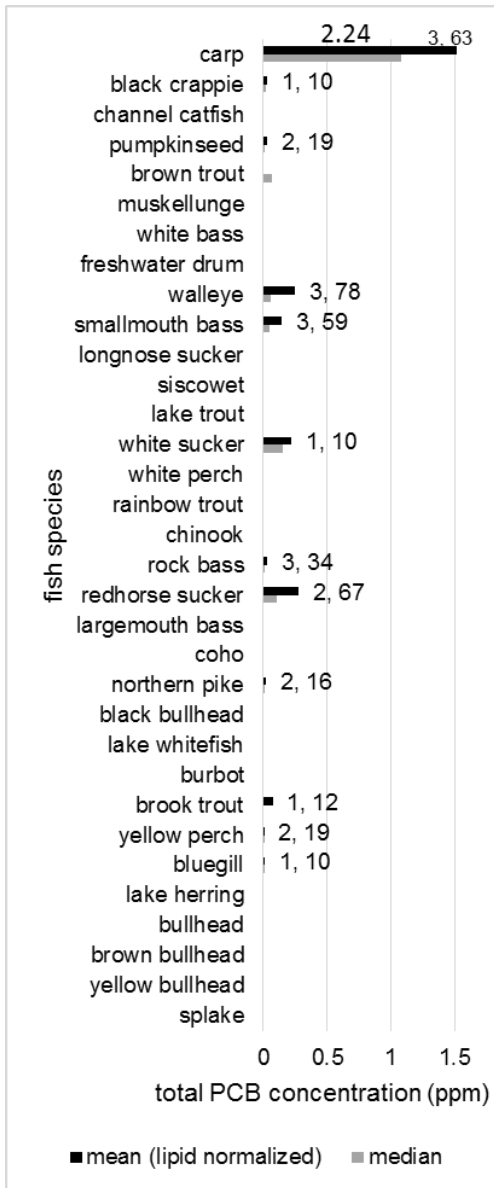 2.24
carp 3, 63
black crappie 1, 10
channel catfish
pumpkinseed 2, 19
brown trout
muskellunge
white bass
freshwater drum
walleye 3, 78
smallmouth bass 3, 59
longnose sucker
siscowet
lake trout
white sucker 1, 10
white perch
rainbow trout
chinook
rock bass 3, 34
redhorse sucker 2, 67
largemouth bass
coho
northern pike 2, 16
black bullhead
lake whitefish
burbot
brook trout 1, 12
yellow perch 2, 19
bluegill 1, 10
lake herring
bullhead
brown bullhead
yellow bullhead
splake
fish species
0 0.5 1 1.5
total PCB concentration (ppm)
mean (lipid normalized) median